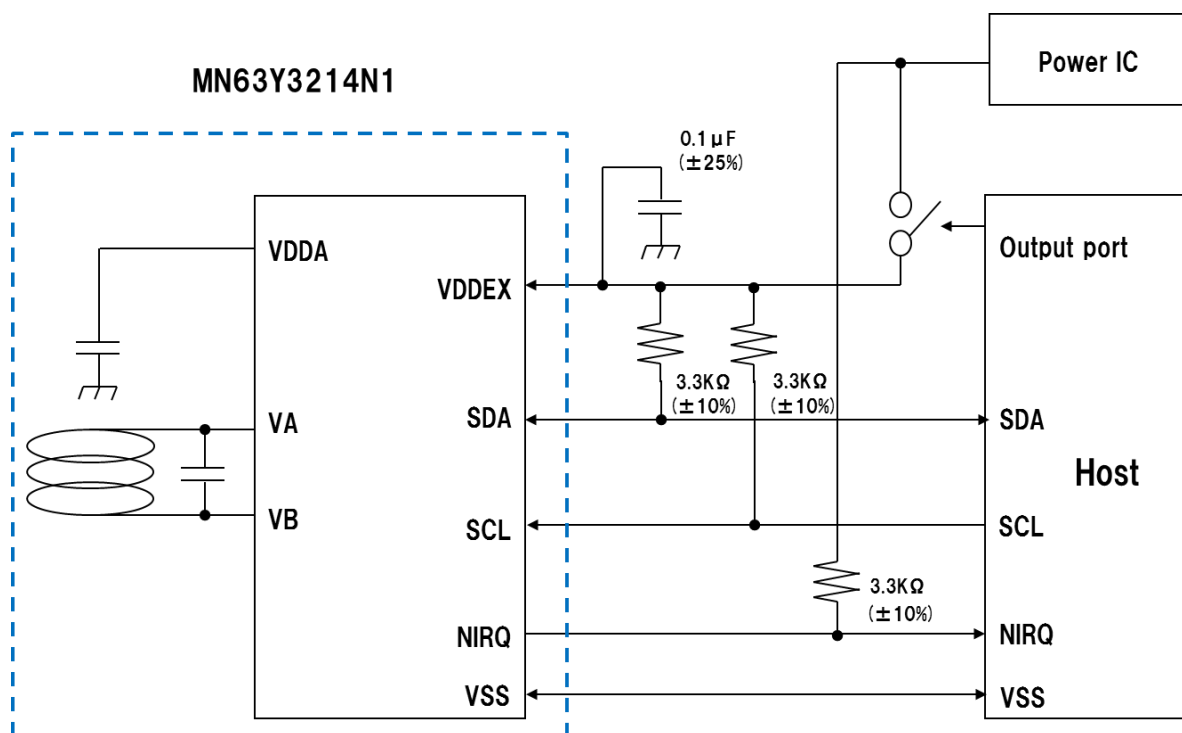 Power IC
MN63Y3214N1
0.1μF
(±25%)
VDDA
VDDEX
Output port
3.3KΩ
(±10%)
3.3KΩ
(±10%)
VA
SDA
SDA
Host
VB
SCL
SCL
3.3KΩ
(±10%)
NIRQ
NIRQ
VSS
VSS